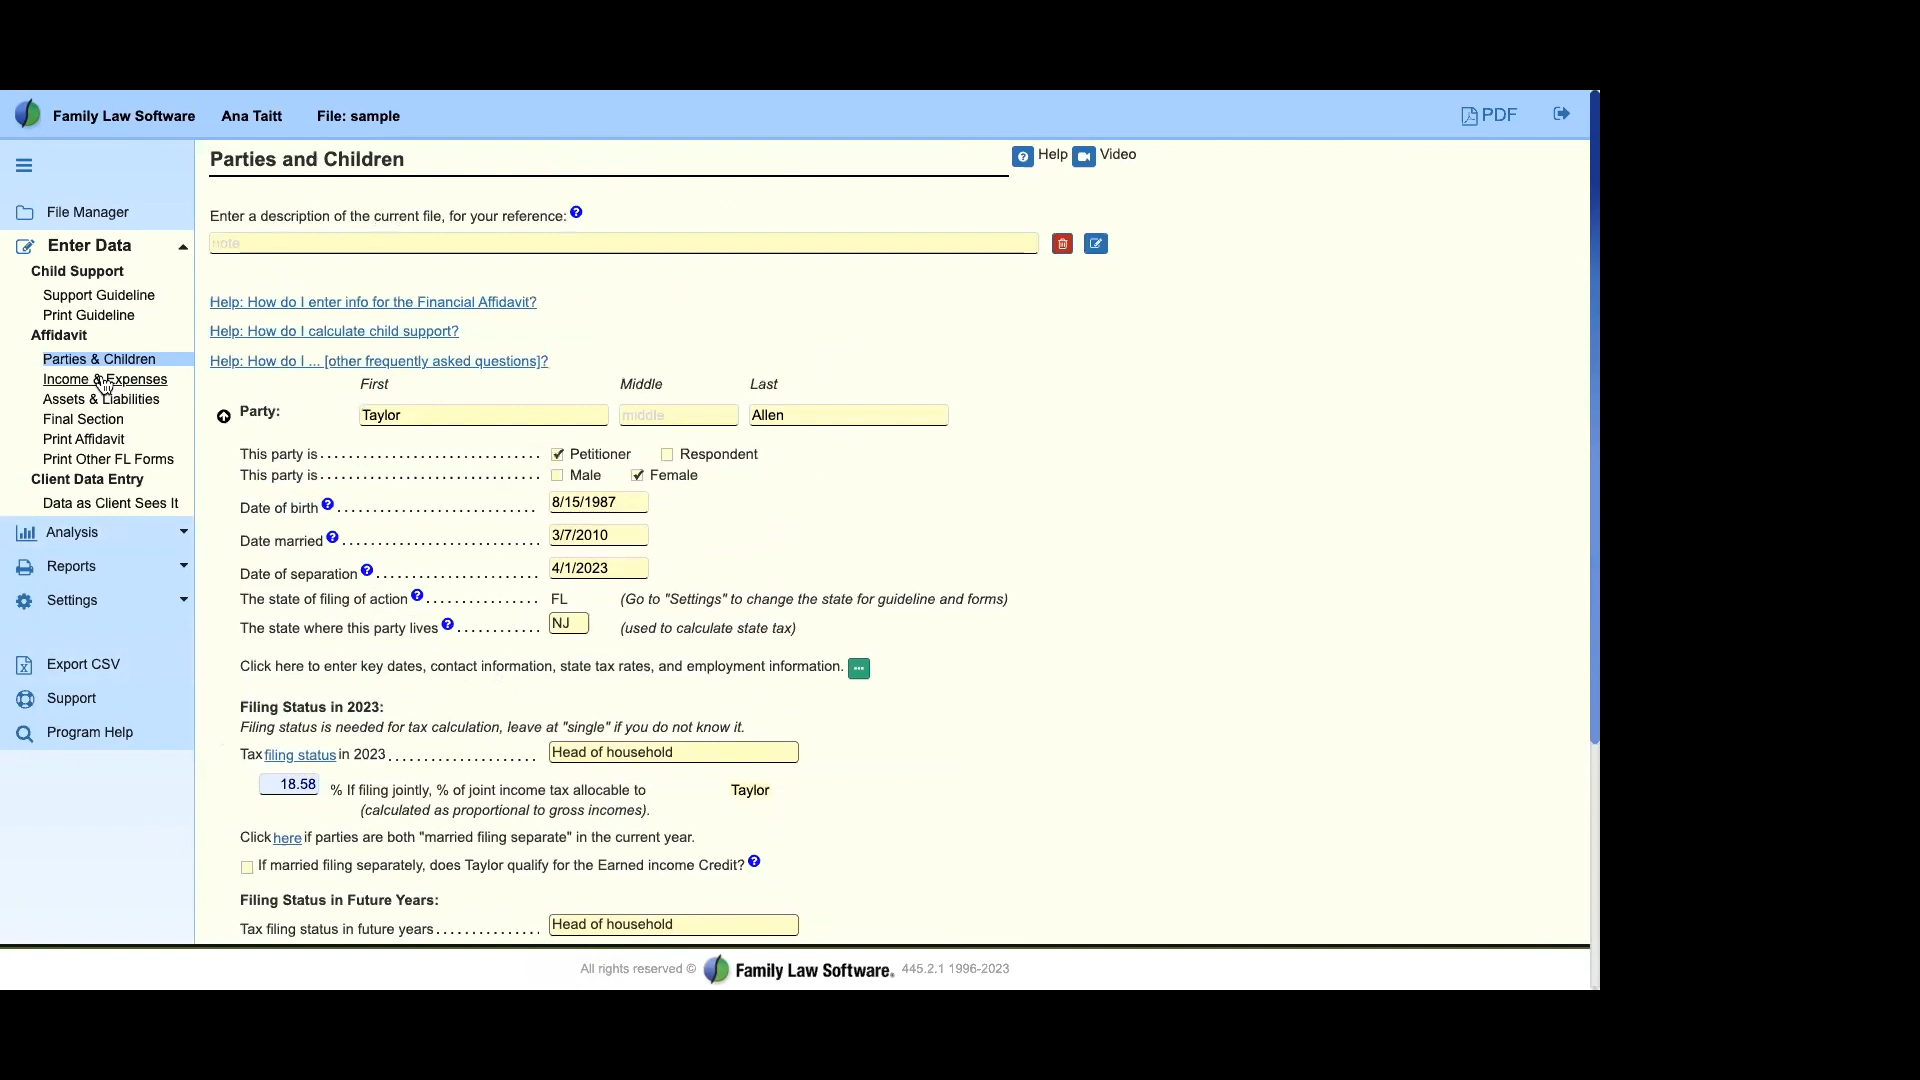 Family Law Software Ana Taitt File: sample PDF
Parties and Children Help Video
File Manager
Enter Data
Child Support
Support Guideline
Print Guideline
Affidavit
Parties & Children
Income & Expenses
Assets & Liabilities
Final Section
Print Affidavit
Print Other FL Forms
Client Data Entry
Data as Client Sees It
Analysis
Reports
Settings
Export CSV
Support
Program Help
Enter a description of the current file, for your reference:
note
Help: How do I enter info for the Financial Affidavit?
Help: How do I calculate child support?
Help: How do I ... [other frequently asked questions]?
First Middle Last
Party: Taylor middle Allen
This party is Petitioner Respondent
This party is Male Female
Date of birth 8/15/1987
Date married 3/7/2010
Date of separation 4/1/2023
The state of filing of action FL (Go to "Settings" to change the state for guideline and forms)
The state where this party lives NJ (used to calculate state tax)
Click here to enter key dates, contact information, state tax rates, and employment information.
Filing Status in 2023:
Filing status is needed for tax calculation, leave at "single" if you do not know it.
Tax filing status in 2023 Head of household
18.58 % If filing jointly, % of joint income tax allocable to Taylor
(calculated as proportional to gross incomes).
Click here if parties are both "married filing separate" in the current year.
If married filing separately, does Taylor qualify for the Earned income Credit?
Filing Status in Future Years:
Tax filing status in future years Head of household
All rights reserved © Family Law Software. 445.2.1 1996-2023